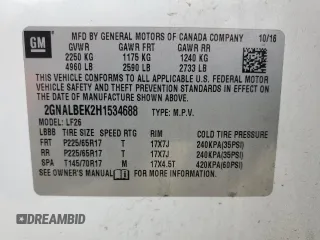 GM
MFD BY GENERAL MOTORS OF CANADA COMPANY 10/16
GVWR GAWR FRT GAWR RR
2250 KG 1175 KG 1240 KG
4960 LB 2590 LB 2733 LB
THIS VEHICLE CONFORMS TO ALL APPLICABLE U.S. FEDERAL MOTOR
VEHICLE SAFETY AND THEFT PREVENTION STANDARDS IN EFFECT
ON THE DATE OF MANUFACTURE SHOWN ABOVE.
2GNALBEK2H1534688 TYPE: M.P.V.
MODEL: LF26
LBBB TIRE SIZE SPEED RTG RIM COLD TIRE PRESSURE
FRT P225/65R17 T 17X7J 240KPA(35PSI)
RR P225/65R17 T 17X7J 240KPA(35PSI)
SPA T145/70R17 M 17X4.5T 420KPA(60PSI)
SEE OWNER'S MANUAL FOR ADDITIONAL INFORMATION.
AUTOBIDMASTER